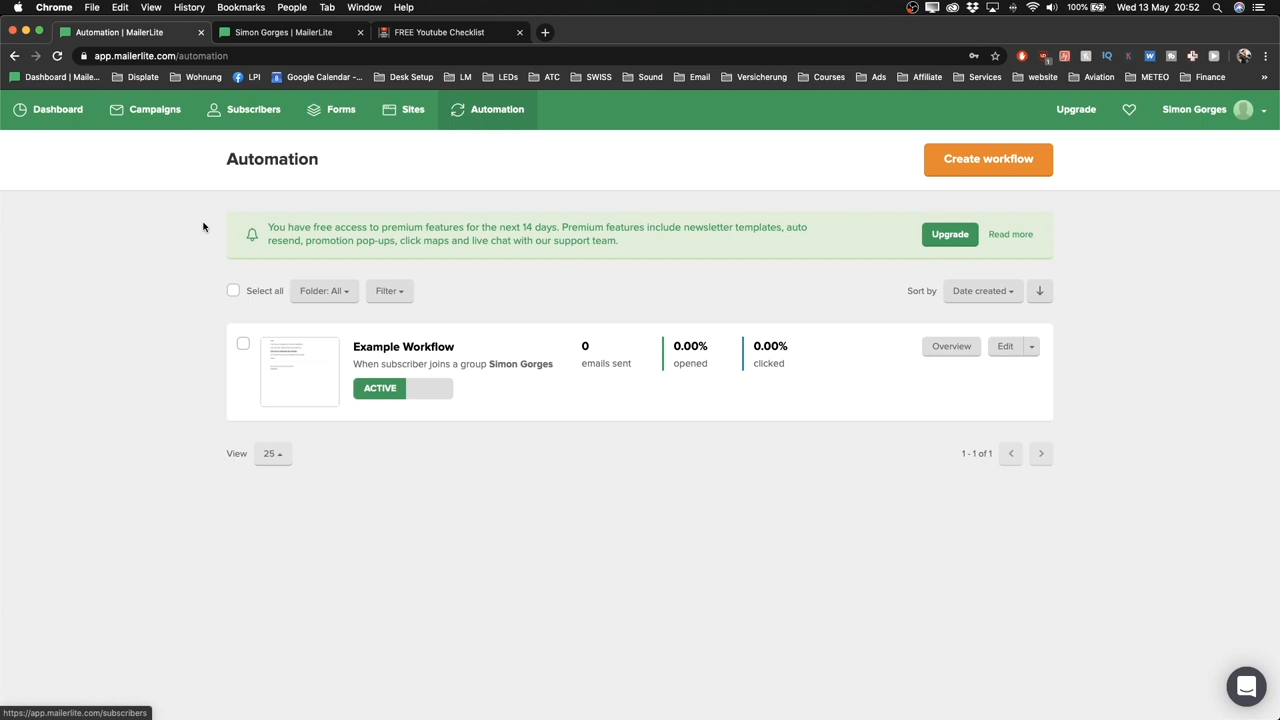 Chrome File Edit View History Bookmarks People Tab Window Help 100% Wed 13 May 20:52
Automation | MailerLite Simon Gorges | MailerLite FREE Youtube Checklist
app.mailerlite.com/automation
Dashboard | Maile... Displate Wohnung LPI Google Calendar -... Desk Setup LM LEDs ATC SWISS Sound Email Versicherung Courses Ads Affiliate Services website Aviation METEO Finance
Dashboard Campaigns Subscribers Forms Sites Automation Upgrade Simon Gorges
Automation Create workflow
You have free access to premium features for the next 14 days. Premium features include newsletter templates, auto
resend, promotion pop-ups, click maps and live chat with our support team.
Upgrade Read more
Select all Folder: All Filter Sort by Date created
Example Workflow 0 0.00% 0.00% Overview Edit
When subscriber joins a group Simon Gorges emails sent opened clicked
ACTIVE
View 25 1 - 1 of 1
https://app.mailerlite.com/subscribers